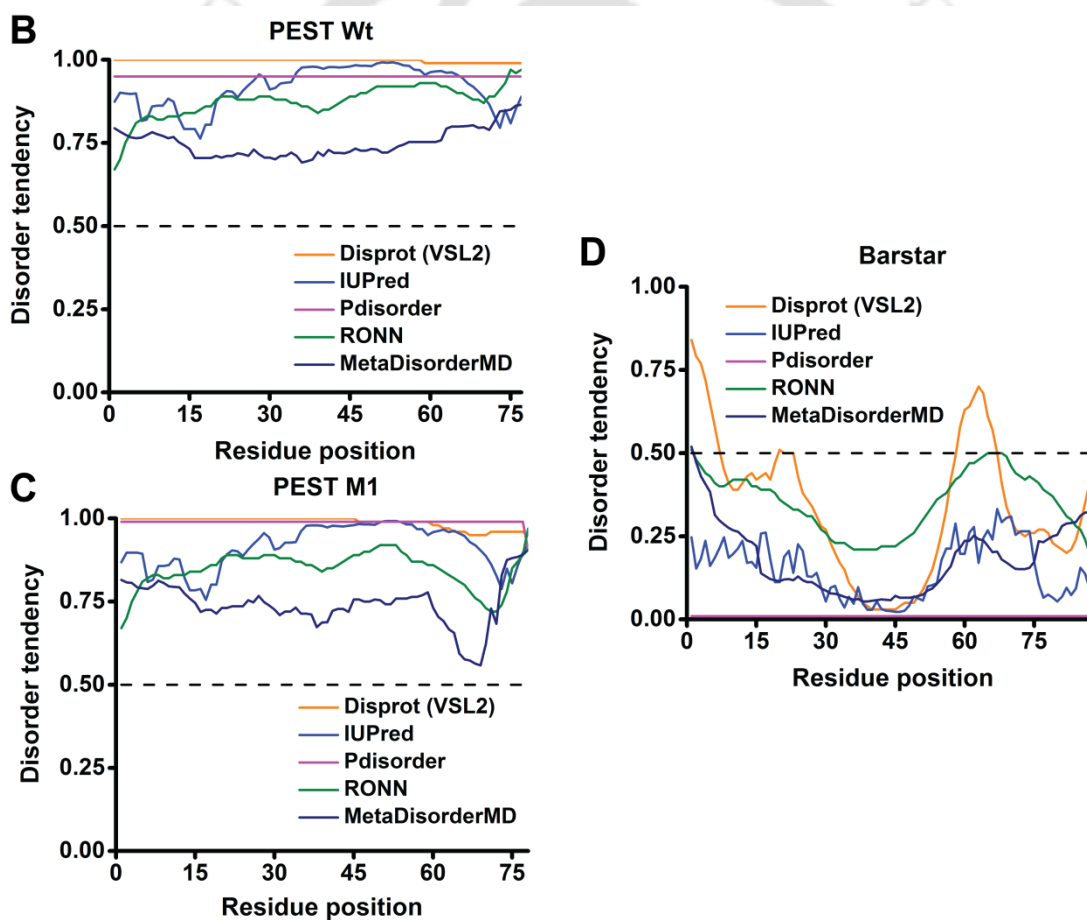 B
PEST Wt
1.00
0.75
0.50
0.25
0.00
Disorder tendency
Disprot (VSL2)
IUPred
Pdisorder
RONN
MetaDisorderMD
0 15 30 45 60 75
Residue position
C
PEST M1
1.00
0.75
0.50
0.25
0.00
Disorder tendency
Disprot (VSL2)
IUPred
Pdisorder
RONN
MetaDisorderMD
0 15 30 45 60 75
Residue position
D
Barstar
1.00
0.75
0.50
0.25
0.00
Disorder tendency
Disprot (VSL2)
IUPred
Pdisorder
RONN
MetaDisorderMD
0 15 30 45 60 75
Residue position